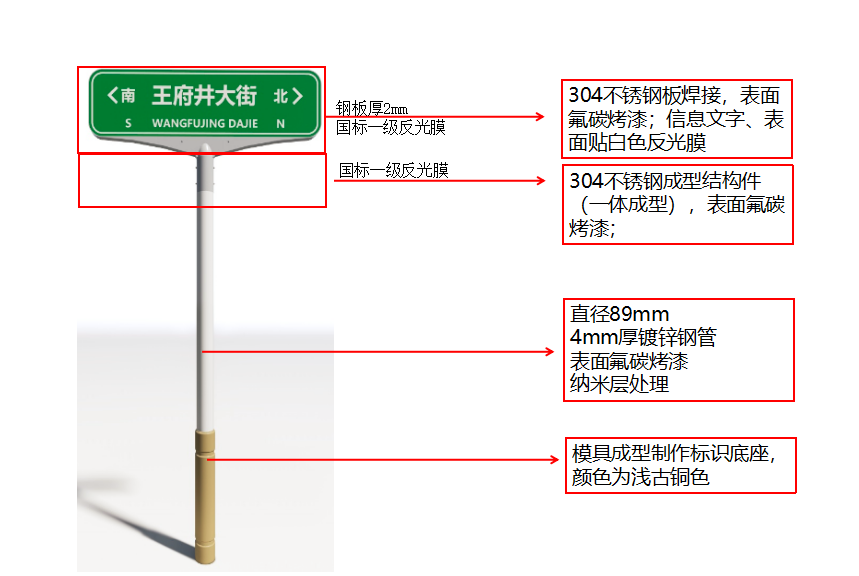 南 王府井大街 北
S WANGFUJING DAJIE N
钢板厚2mm
国标一级反光膜
304不锈钢板焊接，表面
氟碳烤漆；信息文字、表
面贴白色反光膜
国标一级反光膜
304不锈钢成型结构件
（一体成型），表面氟碳
烤漆；
直径89mm
4mm厚镀锌钢管
表面氟碳烤漆
纳米层处理
模具成型制作标识底座，
颜色为浅古铜色